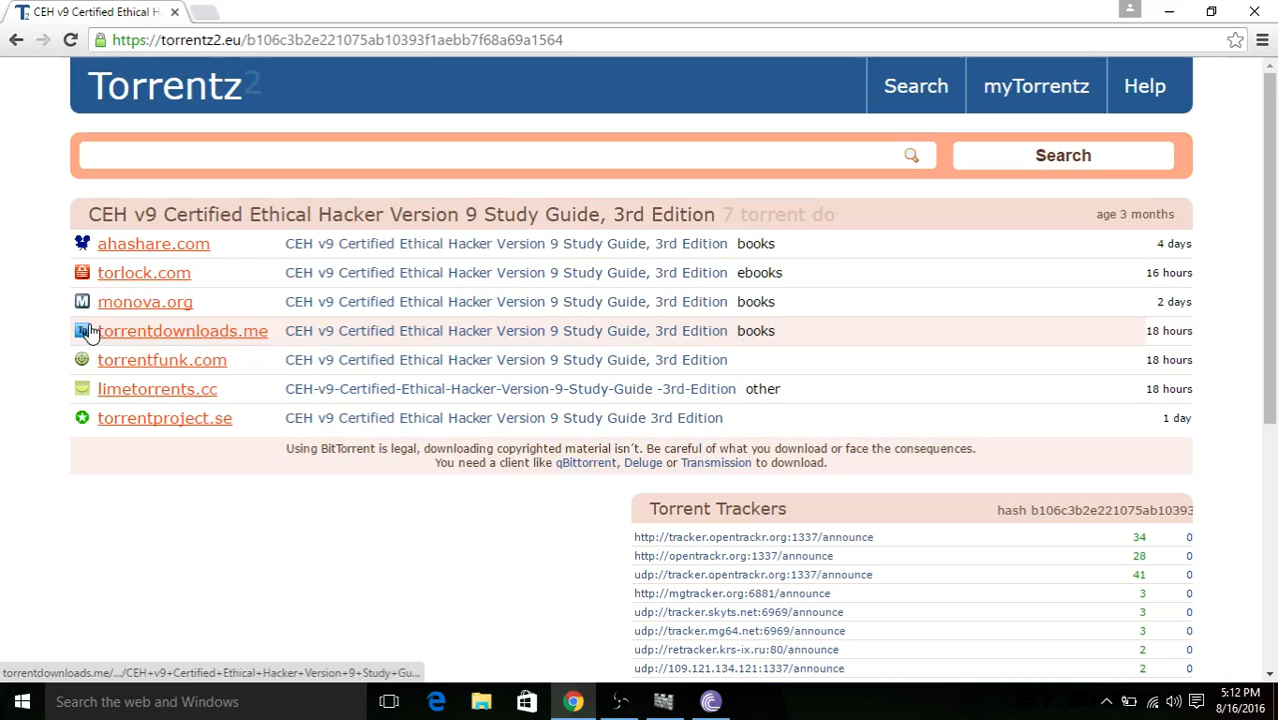 CEH v9 Certified Ethical H
https://torrentz2.eu/b106c3b2e221075ab10393f1aebb7f68a69a1564
Torrentz2
Search myTorrentz Help
Search
CEH v9 Certified Ethical Hacker Version 9 Study Guide, 3rd Edition 7 torrent do age 3 months
ahashare.com CEH v9 Certified Ethical Hacker Version 9 Study Guide, 3rd Edition books 4 days
torlock.com CEH v9 Certified Ethical Hacker Version 9 Study Guide, 3rd Edition ebooks 16 hours
M monova.org CEH v9 Certified Ethical Hacker Version 9 Study Guide, 3rd Edition books 2 days
torrentdownloads.me CEH v9 Certified Ethical Hacker Version 9 Study Guide, 3rd Edition books 18 hours
torrentfunk.com CEH v9 Certified Ethical Hacker Version 9 Study Guide, 3rd Edition 18 hours
limetorrents.cc CEH-v9-Certified-Ethical-Hacker-Version-9-Study-Guide -3rd-Edition other 18 hours
torrentproject.se CEH v9 Certified Ethical Hacker Version 9 Study Guide 3rd Edition 1 day
Using BitTorrent is legal, downloading copyrighted material isn't. Be careful of what you download or face the consequences.
You need a client like qBittorrent, Deluge or Transmission to download.
Torrent Trackers hash b106c3b2e221075ab10393
http://tracker.opentrackr.org:1337/announce 34 0
http://opentrackr.org:1337/announce 28 0
udp://tracker.opentrackr.org:1337/announce 41 0
http://mgtracker.org:6881/announce 3 0
udp://tracker.skyts.net:6969/announce 3 0
udp://tracker.mg64.net:6969/announce 3 0
udp://retracker.krs-ix.ru:80/announce 2 0
udp://109.121.134.121:1337/announce 2 0
torrentdownloads.me/.../CEH+v9+Certified+Ethical+Hacker+Version+9+Study+Gu...
Search the web and Windows
5:12 PM
8/16/2016